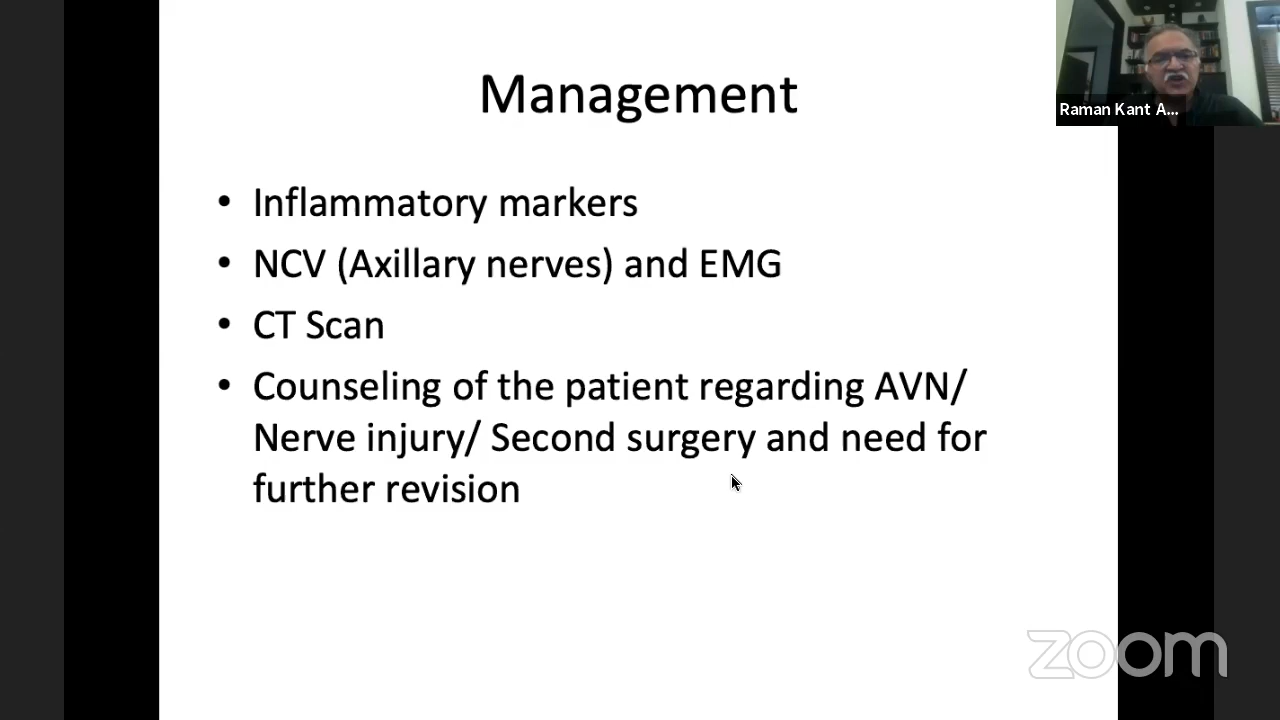 Management
Raman Kant A...
• Inflammatory markers
• NCV (Axillary nerves) and EMG
• CT Scan
• Counseling of the patient regarding AVN/
Nerve injury/ Second surgery and need for
further revision
zoom